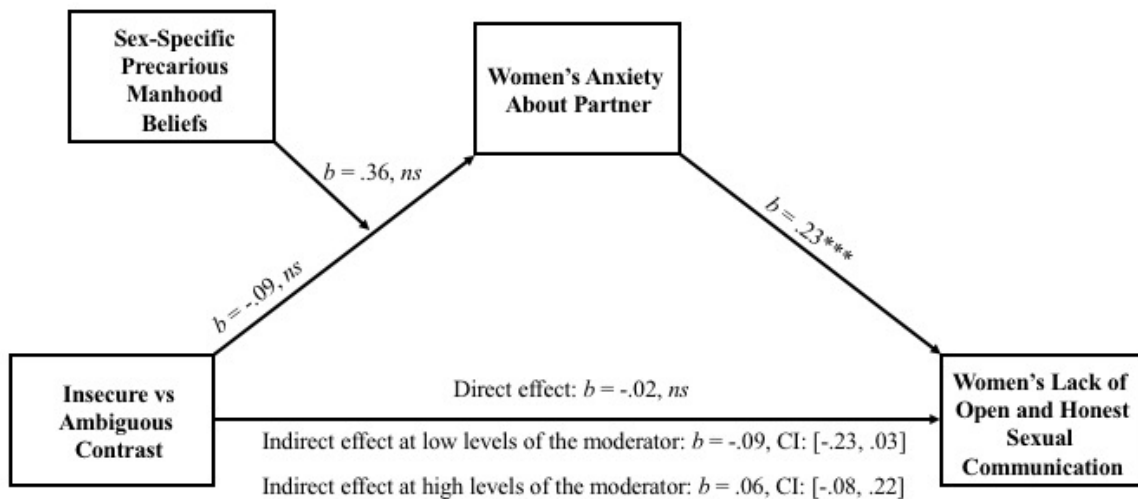 Sex-Specific
Precarious
Manhood
Beliefs
Women's Anxiety
About Partner
b = .36, ns
b = -.09, ns
b = .23***
Insecure vs
Ambiguous
Contrast
Direct effect: b = -.02, ns
Indirect effect at low levels of the moderator: b = -.09, CI: [-.23, .03]
Indirect effect at high levels of the moderator: b = .06, CI: [-.08, .22]
Women's Lack of
Open and Honest
Sexual
Communication